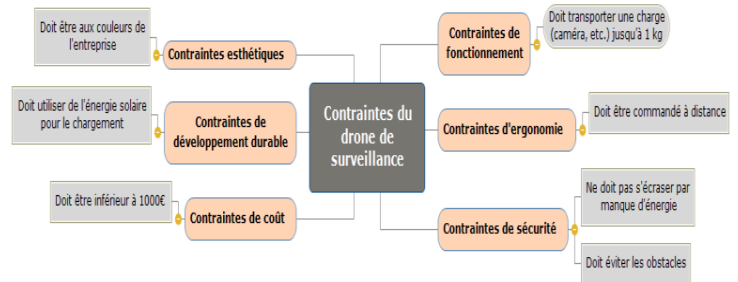 Doit être aux couleurs de
l'entreprise
Contraintes esthétiques
Doit utiliser de l'énergie solaire
pour le chargement
Contraintes de
développement durable
Doit être inférieur à 1000€
Contraintes de coût
Contraintes du
drone de
surveillance
Contraintes de
fonctionnement
Doit transporter une charge
(caméra, etc.) jusqu'à 1 kg
Contraintes d'ergonomie
Doit être commandé à distance
Contraintes de sécurité
Ne doit pas s'écraser par
manque d'énergie
Doit éviter les obstacles